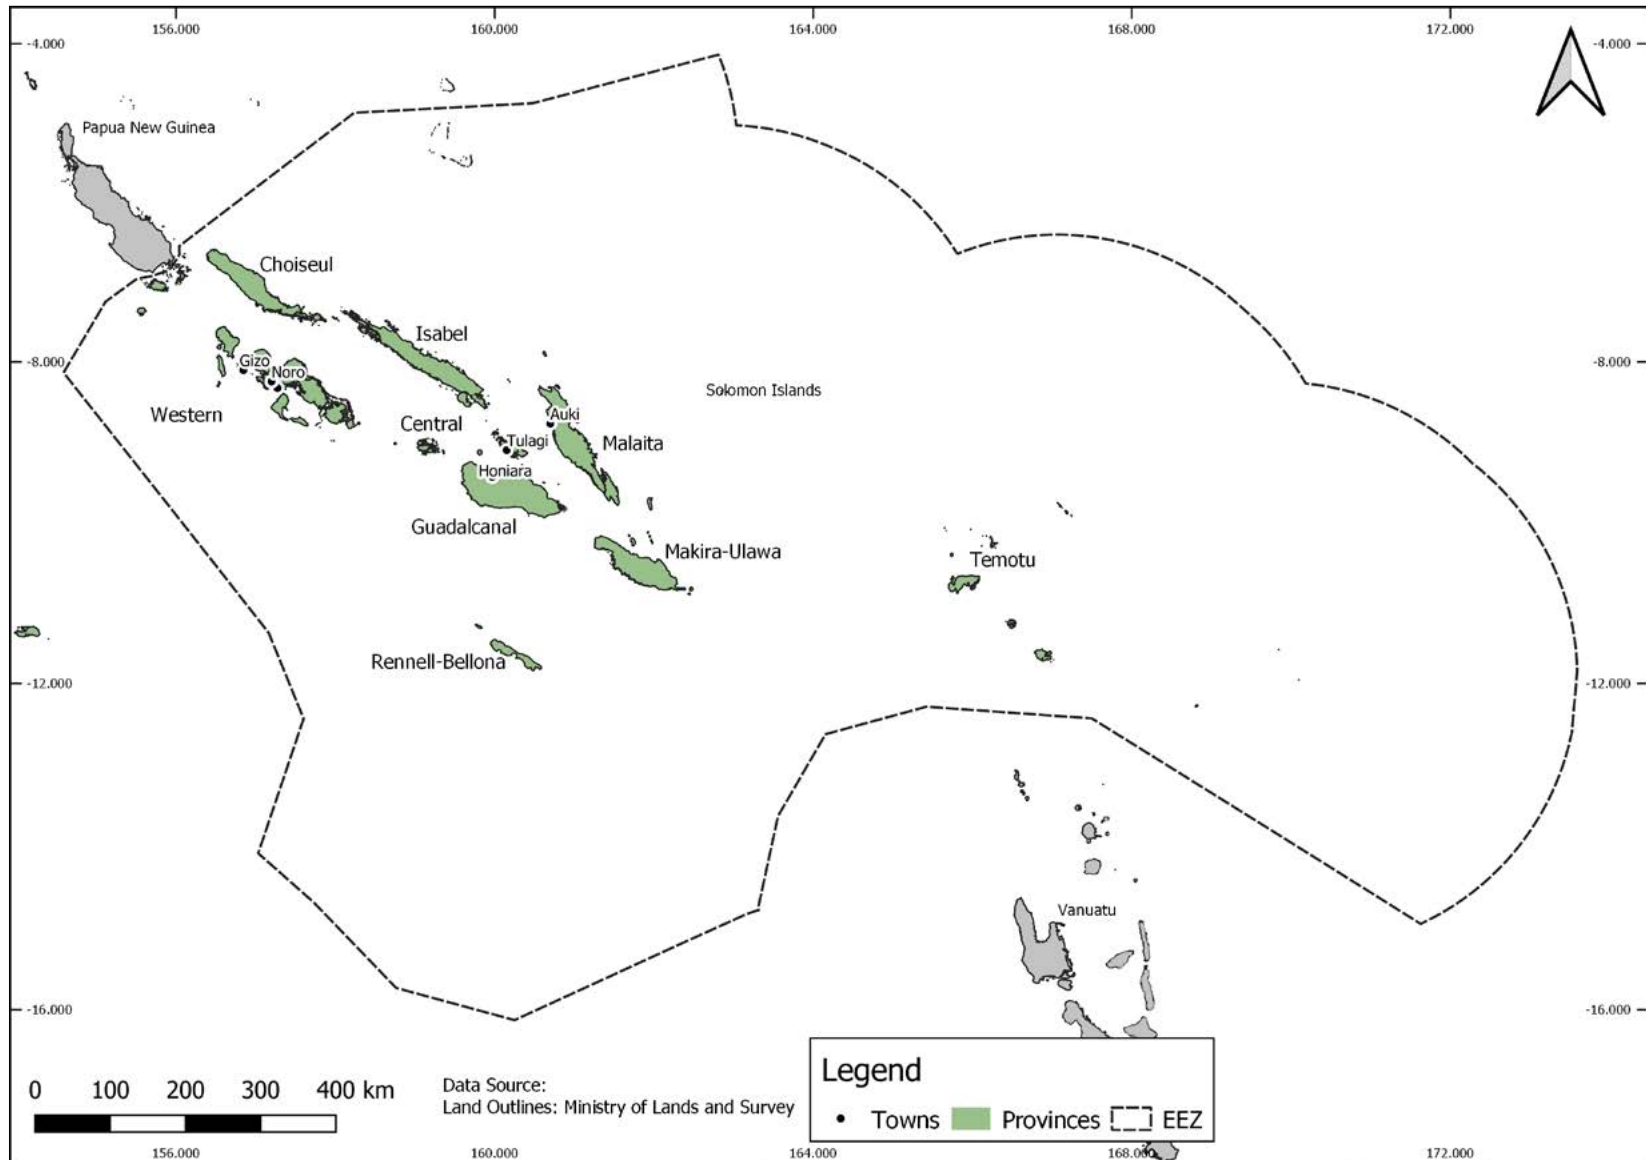 156.000 160.000 164.000 168.000 172.000
-4.000 -4.000
Papua New Guinea
Choiseul
Isabel
-8.000 -8.000
Gizo
Noro
Solomon Islands
Western
Auki
Central
Tulagi
Malaita
Honiara
Guadalcanal
Makira-Ulawa
Temotu
Rennell-Bellona
-12.000 -12.000
Vanuatu
-16.000 -16.000
Legend
Towns Provinces EEZ
0 100 200 300 400 km
Data Source:
Land Outlines: Ministry of Lands and Survey
156.000 160.000 164.000 168.000 172.000